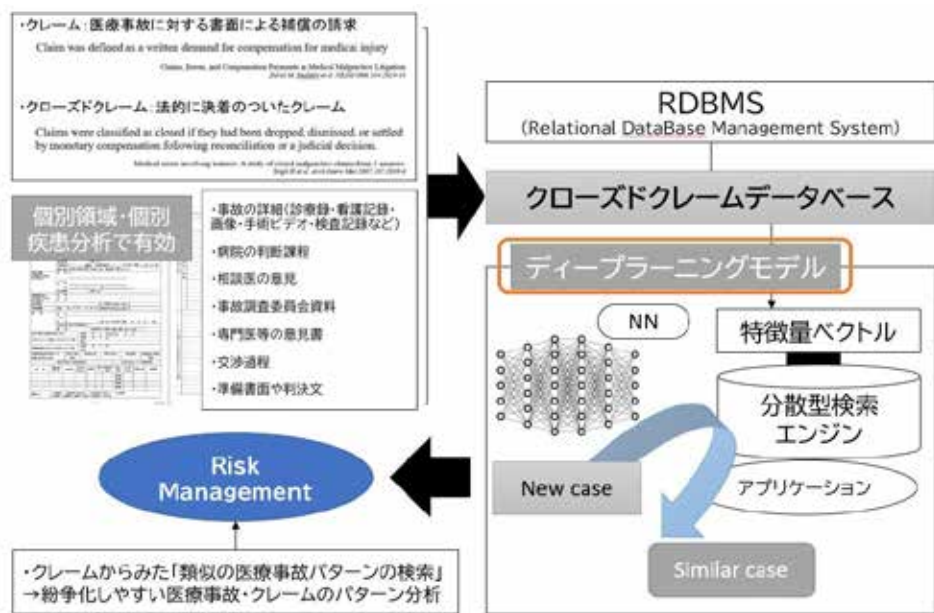 ・クレーム：医療事故に対する書面による補償の請求
Claim was defined as a written demand for compensation for medical injury
Claims, Errors, and Compensation Payments in Medical Malpractice Litigation
・クローズドクレーム：法的に決着のついたクレーム
Claims were classified as closed if they had been dropped, dismissed, or settled
by monetary compensation following reconciliation or a judicial decision.
個別領域・個別
疾患分析で有効
・事故の詳細(診療録・看護記録・
画像・手術ビデオ・検査記録など)
・病院の判断課程
・相談医の意見
・事故調査委員会資料
・専門医等の意見書
・交渉過程
・準備書面や判決文
RDBMS
(Relational DataBase Management System)
クローズドクレームデータベース
ディープラーニングモデル
NN
特徴量ベクトル
分散型検索
エンジン
アプリケーション
New case
Similar case
Risk
Management
・クレームからみた「類似の医療事故パターンの検索」
→紛争化しやすい医療事故・クレームのパターン分析